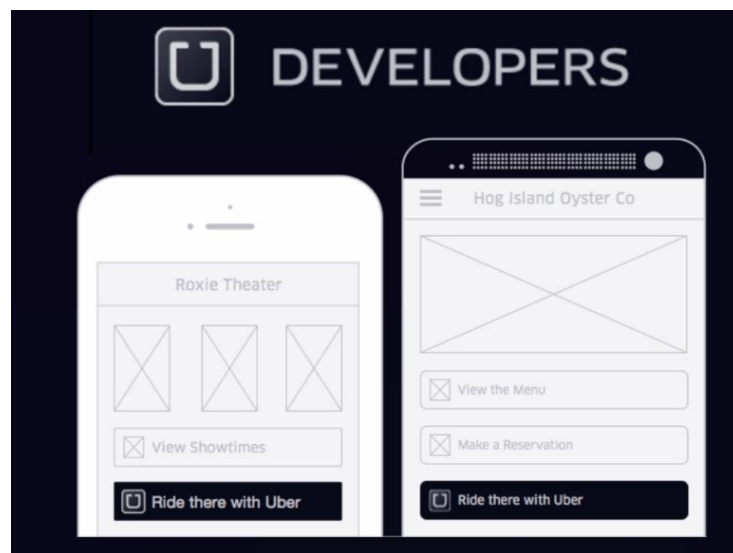 DEVELOPERS
Roxie Theater
View Showtimes
Ride there with Uber
Hog Island Oyster Co
View the Menu
Make a Reservation
Ride there with Uber